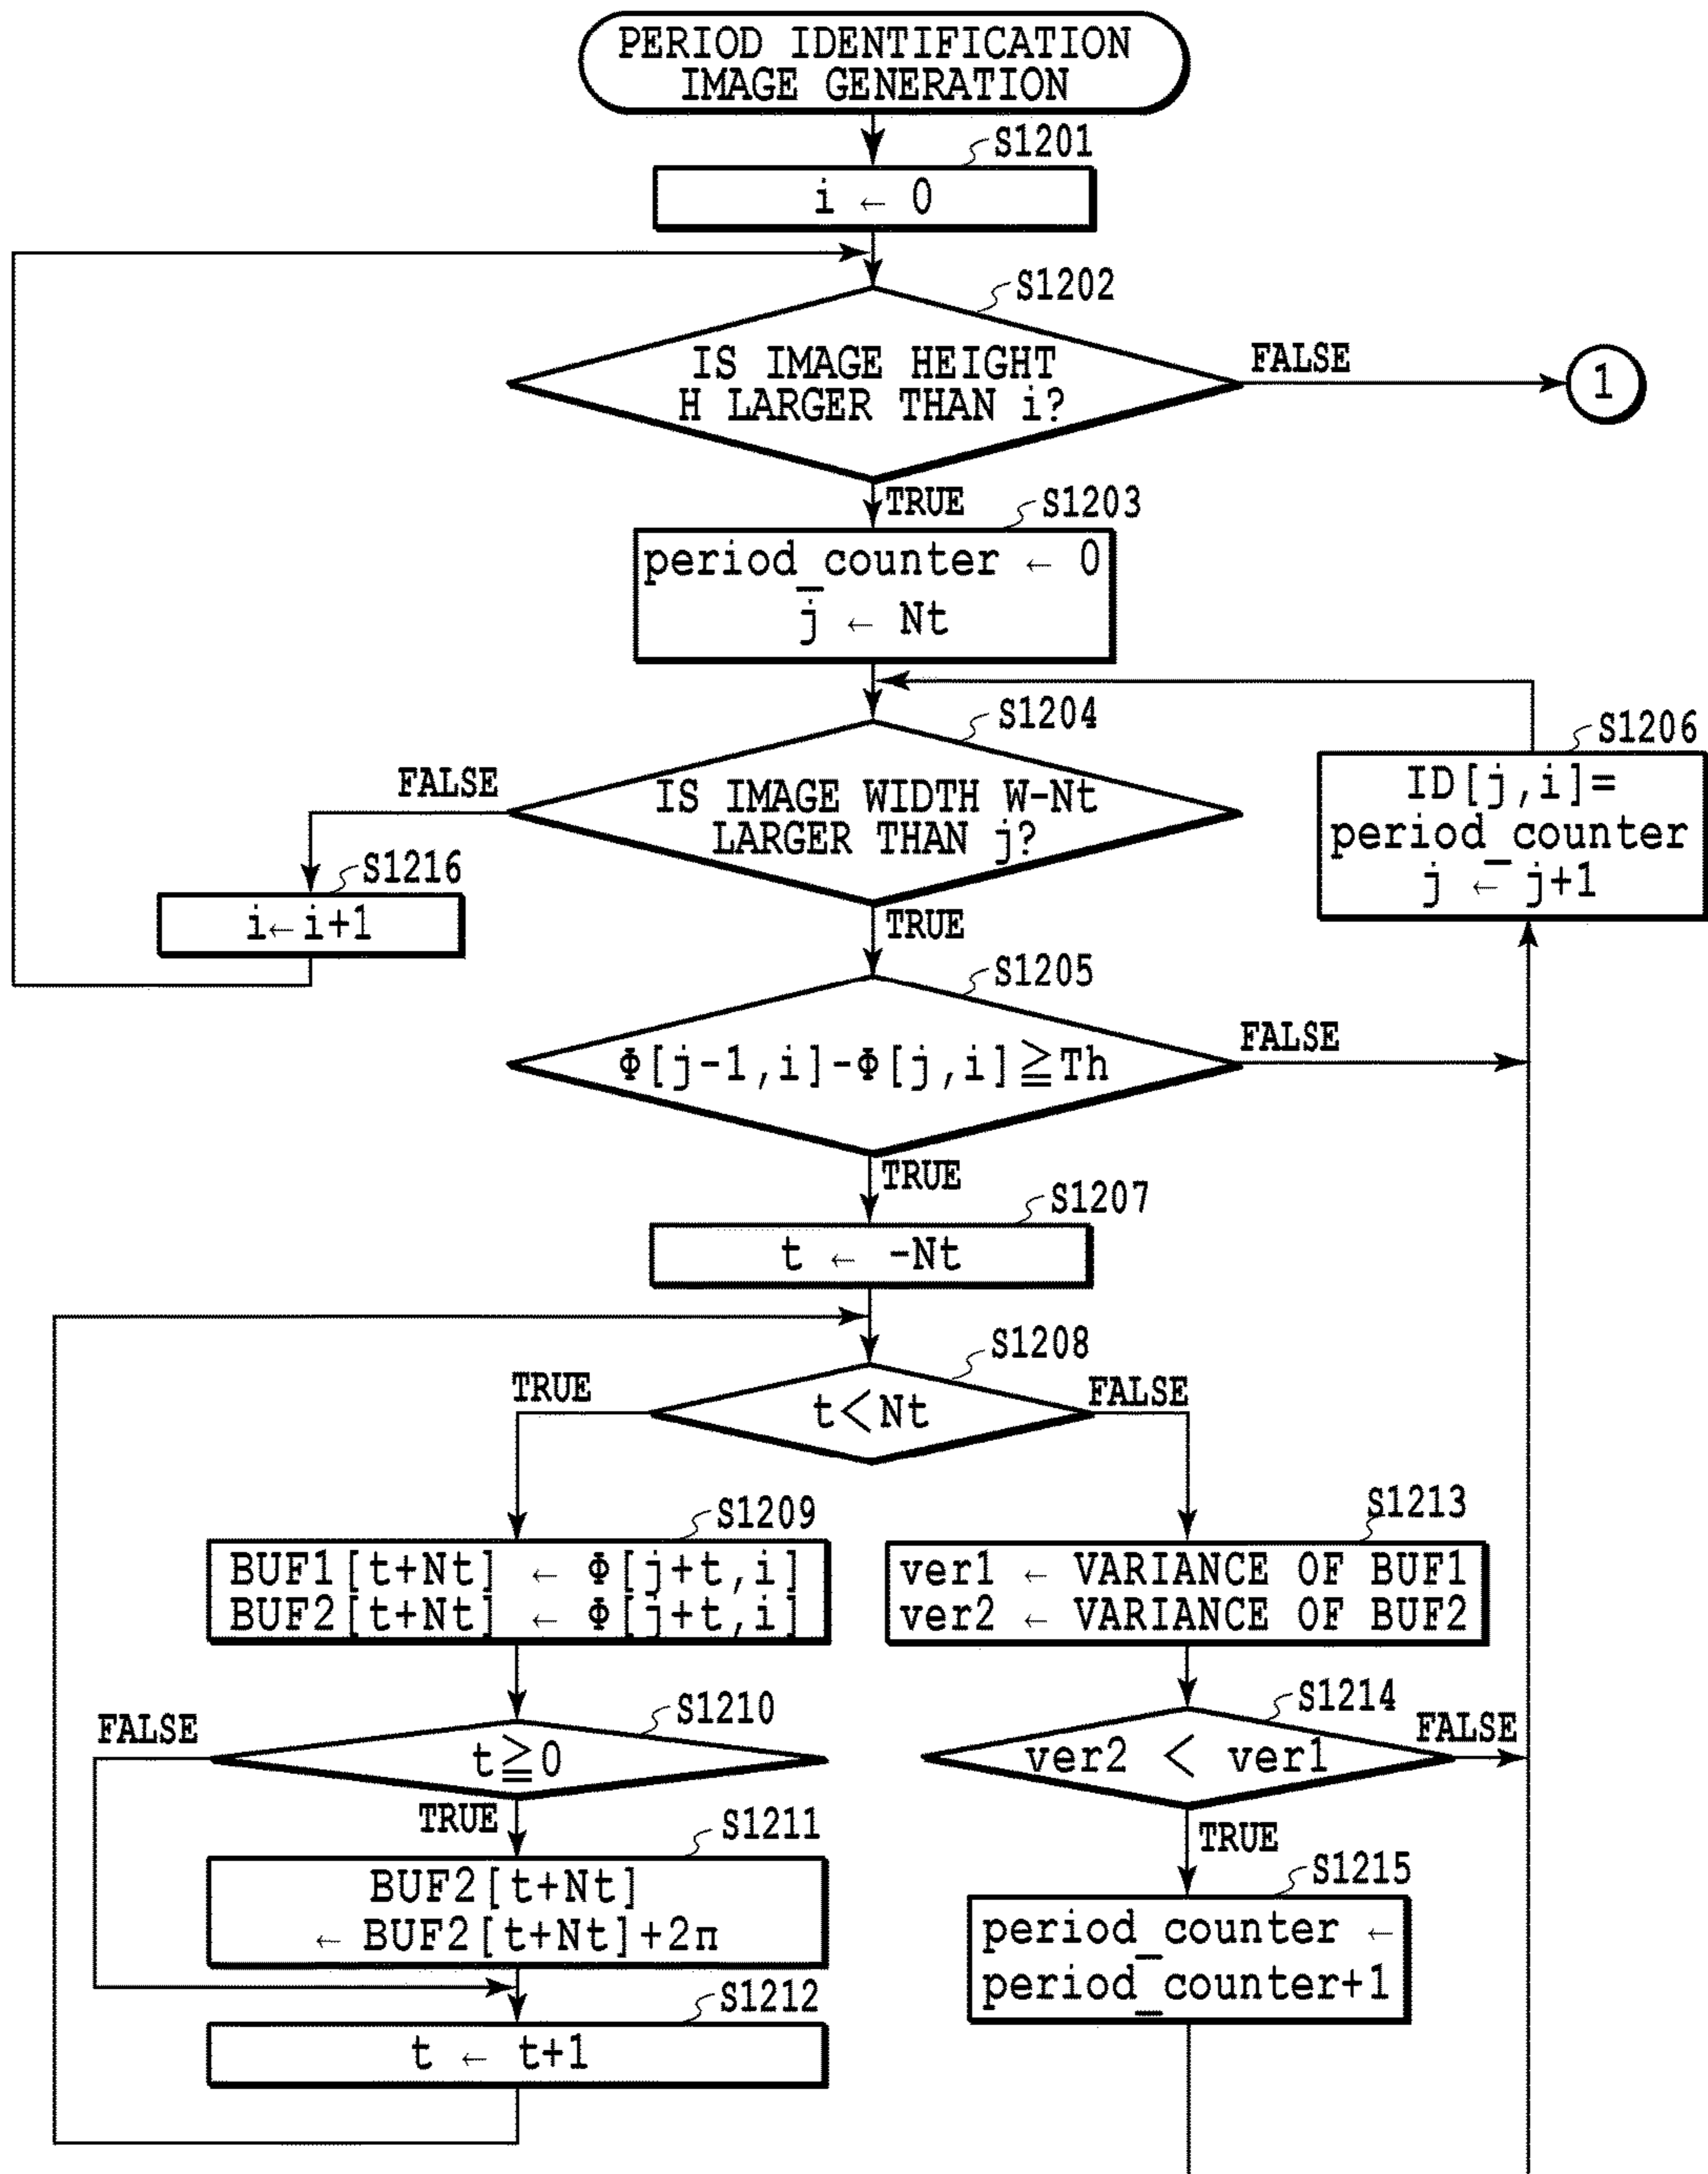 PERIOD IDENTIFICATION
IMAGE GENERATION
S1201
i ← 0
S1202
IS IMAGE HEIGHT
H LARGER THAN i?
FALSE
1
TRUE
S1203
period_counter ← 0
j ← Nt
S1204
IS IMAGE WIDTH W-Nt
LARGER THAN j?
FALSE
S1206
ID[j,i]=
period_counter
j ← j+1
S1216
i←i+1
TRUE
S1205
Φ[j-1,i]-Φ[j,i]≧Th
FALSE
TRUE
S1207
t ← -Nt
S1208
t<Nt
TRUE
FALSE
S1209
BUF1[t+Nt] ← Φ[j+t,i]
BUF2[t+Nt] ← Φ[j+t,i]
S1213
ver1 ← VARIANCE OF BUF1
ver2 ← VARIANCE OF BUF2
S1210
t≧0
FALSE
TRUE
S1214
ver2 < ver1
FALSE
TRUE
S1211
BUF2[t+Nt]
← BUF2[t+Nt]+2π
S1215
period_counter ←
period_counter+1
S1212
t ← t+1